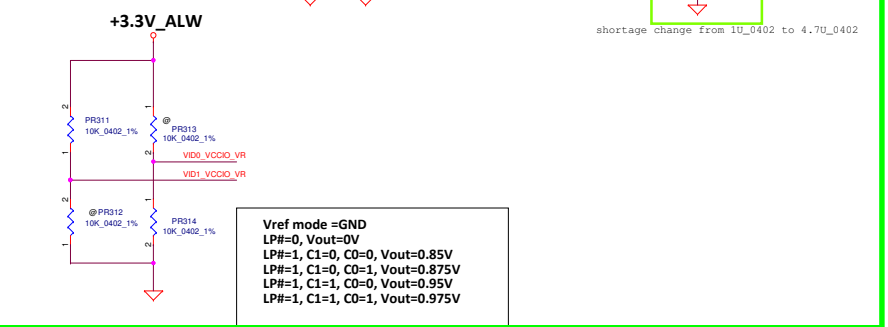 +3.3V_ALW
shortage change from 1U_0402 to 4.7U_0402
2
1
PR311
10K_0402_1%
@
PR313
10K_0402_1%
1
2
VID0_VCCIO_VR
VID1_VCCIO_VR
2
1
@PR312
10K_0402_1%
1
PR314
10K_0402_1%
2
Vref mode =GND
LP#=0, Vout=0V
LP#=1, C1=0, C0=0, Vout=0.85V
LP#=1, C1=0, C0=1, Vout=0.875V
LP#=1, C1=1, C0=0, Vout=0.95V
LP#=1, C1=1, C0=1, Vout=0.975V